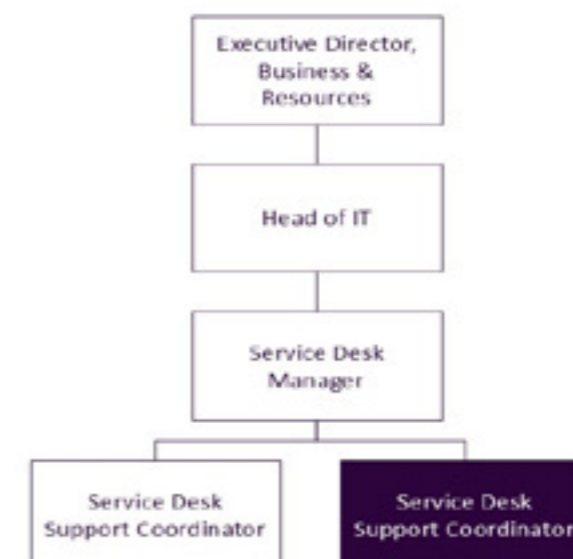 Executive Director,
Business &
Resources
Head of IT
Service Desk
Manager
Service Desk
Support Coordinator
Service Desk
Support Coordinator